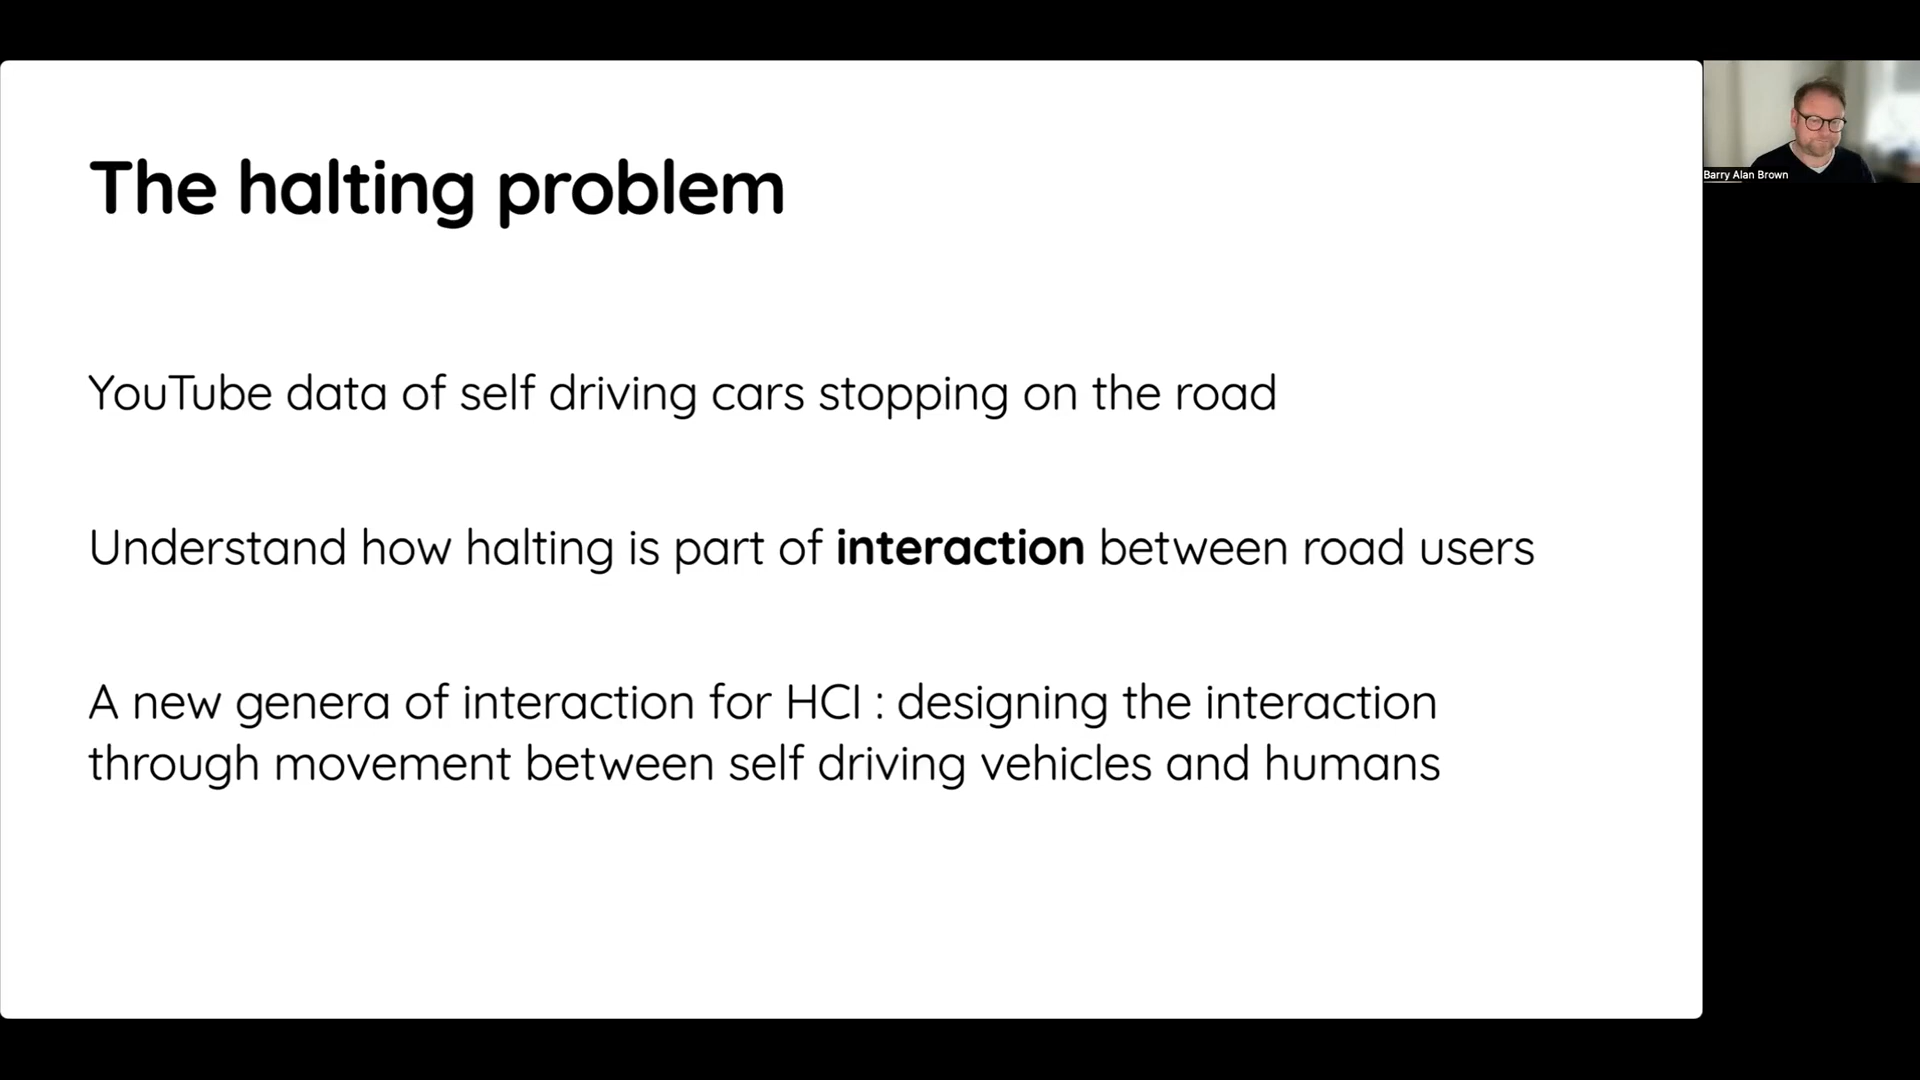 The halting problem
YouTube data of self driving cars stopping on the road
Understand how halting is part of interaction between road users
A new genera of interaction for HCI : designing the interaction
through movement between self driving vehicles and humans
Barry Alan Brown